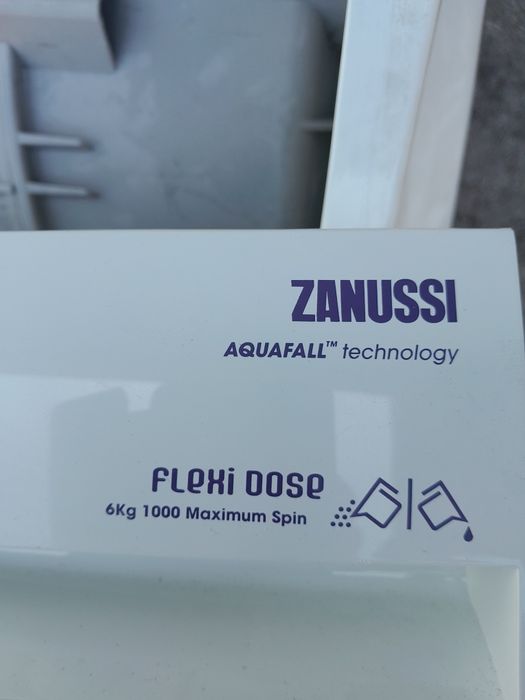 ZANUSSI
AQUAFALL™ technology
FLEXi DOSE
6Kg 1000 Maximum Spin